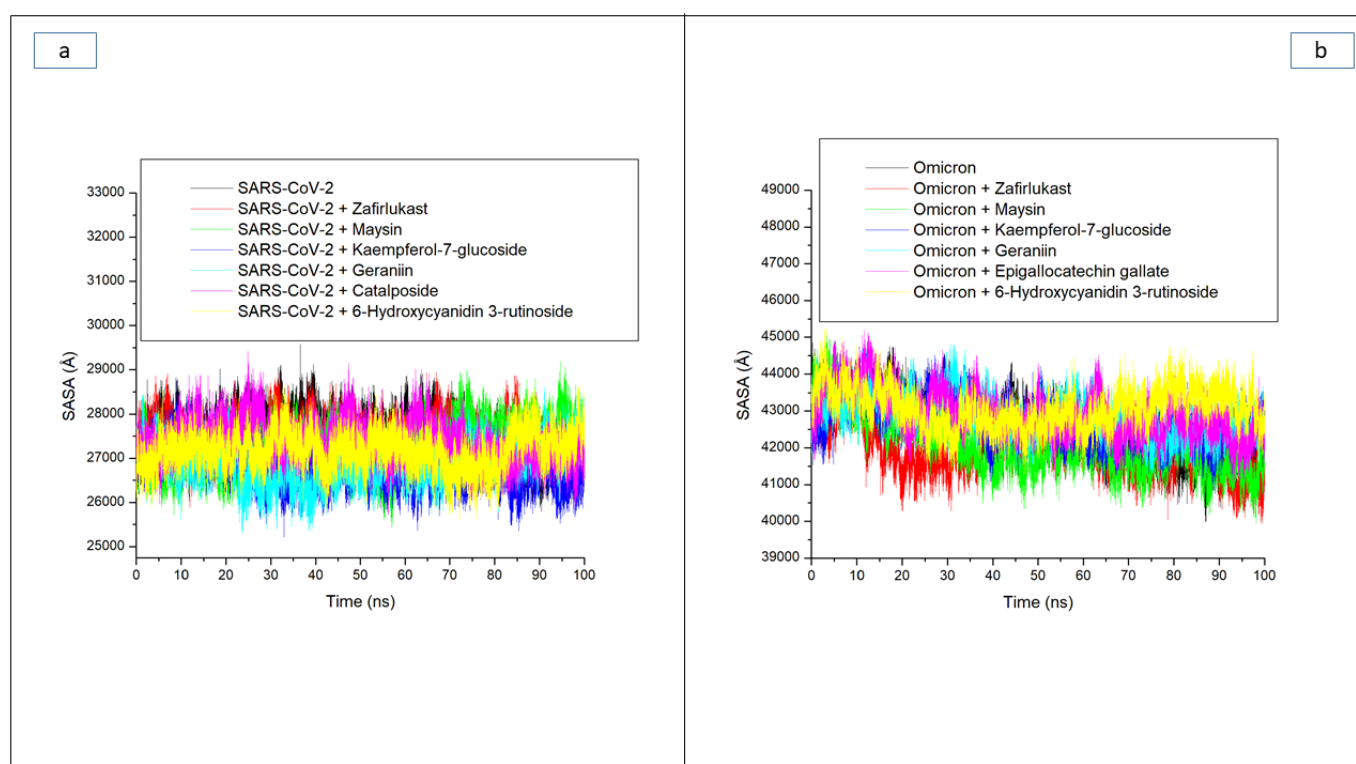 a
33000
32000
31000
30000
29000
28000
27000
26000
25000
SASA (Å)
SARS-CoV-2
SARS-CoV-2 + Zafirlukast
SARS-CoV-2 + Maysin
SARS-CoV-2 + Kaempferol-7-glucoside
SARS-CoV-2 + Geraniin
SARS-CoV-2 + Catalposide
SARS-CoV-2 + 6-Hydroxycyanidin 3-rutinoside
0 10 20 30 40 50 60 70 80 90 100
Time (ns)
b
49000
48000
47000
46000
45000
44000
43000
42000
41000
40000
39000
SASA (Å)
Omicron
Omicron + Zafirlukast
Omicron + Maysin
Omicron + Kaempferol-7-glucoside
Omicron + Geraniin
Omicron + Epigallocatechin gallate
Omicron + 6-Hydroxycyanidin 3-rutinoside
0 10 20 30 40 50 60 70 80 90 100
Time (ns)